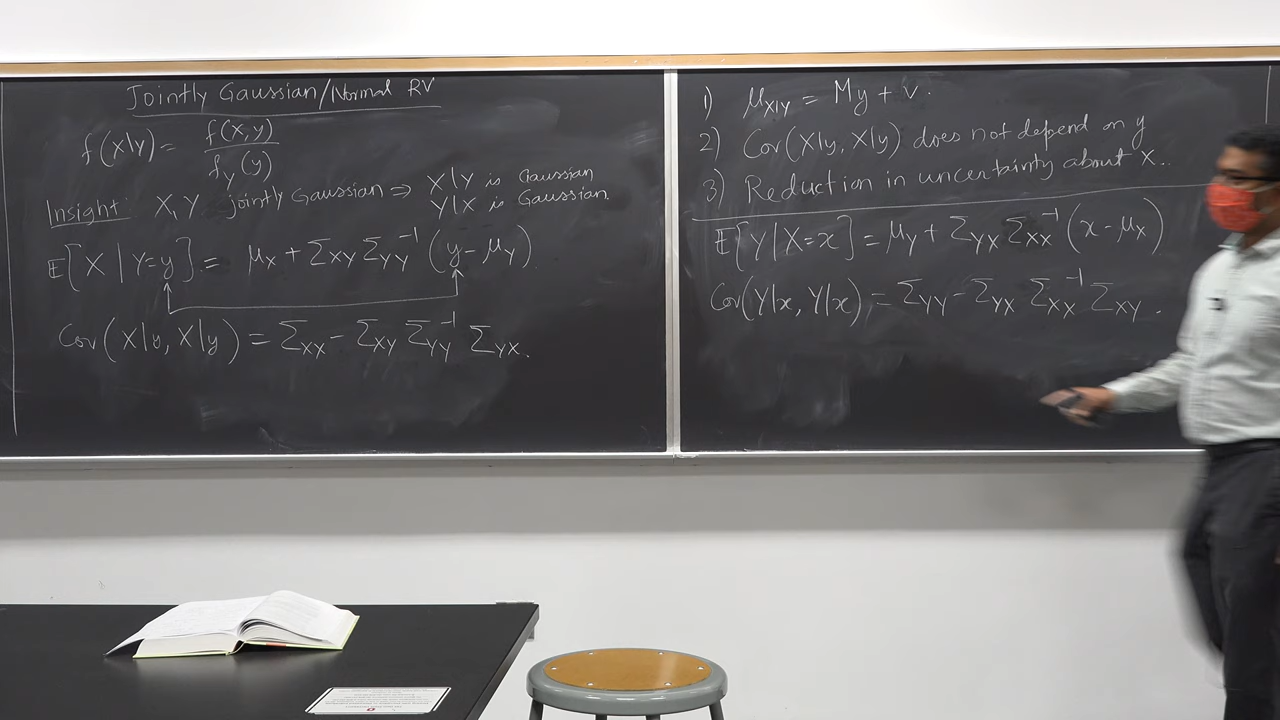 Jointly Gaussian/Normal RV
f(X|y) = f(X,y) / f_Y(y)
Insight: X, Y jointly Gaussian ⇒ X|Y is Gaussian
Y|X is Gaussian.
E[X|Y=y] = μ_X + Σ_XY Σ_YY^-1 (y - μ_Y).
Cov(X|y, X|y) = Σ_XX - Σ_XY Σ_YY^-1 Σ_YX.
1) μ_X|Y = My + v.
2) Cov(X|y, X|y) does not depend on y
3) Reduction in uncertainty about X..
E[Y|X=x] = μ_Y + Σ_YX Σ_XX^-1 (x - μ_X)
Cov(Y|x, Y|x) = Σ_YY - Σ_YX Σ_XX^-1 Σ_XY.